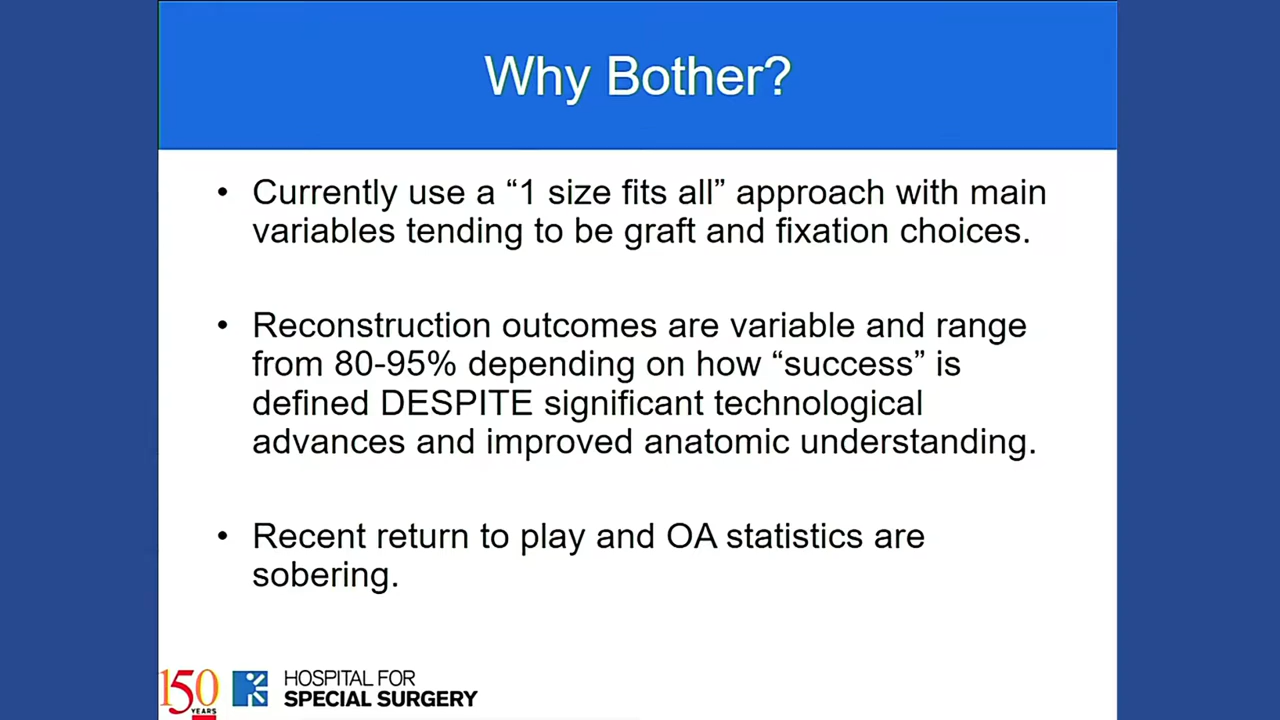 Why Bother?
• Currently use a “1 size fits all” approach with main
variables tending to be graft and fixation choices.
• Reconstruction outcomes are variable and range
from 80-95% depending on how “success” is
defined DESPITE significant technological
advances and improved anatomic understanding.
• Recent return to play and OA statistics are
sobering.
150
YEARS
HOSPITAL FOR
SPECIAL SURGERY